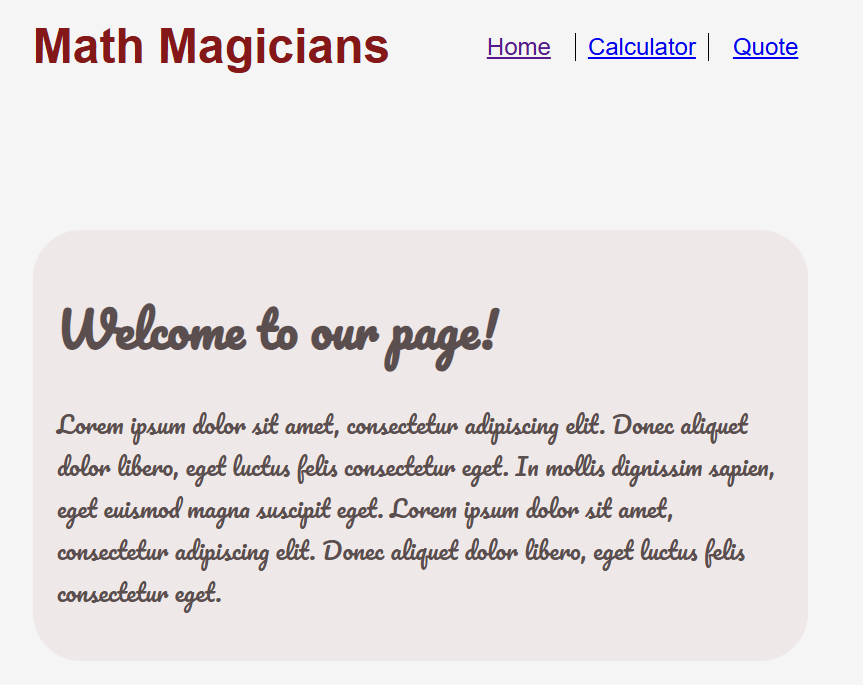 Math Magicians
Home Calculator Quote
Welcome to our page!
Lorem ipsum dolor sit amet, consectetur adipiscing elit. Donec aliquet
dolor libero, eget luctus felis consectetur eget. In mollis dignissim sapien,
eget euismod magna suscipit eget. Lorem ipsum dolor sit amet,
consectetur adipiscing elit. Donec aliquet dolor libero, eget luctus felis
consectetur eget.